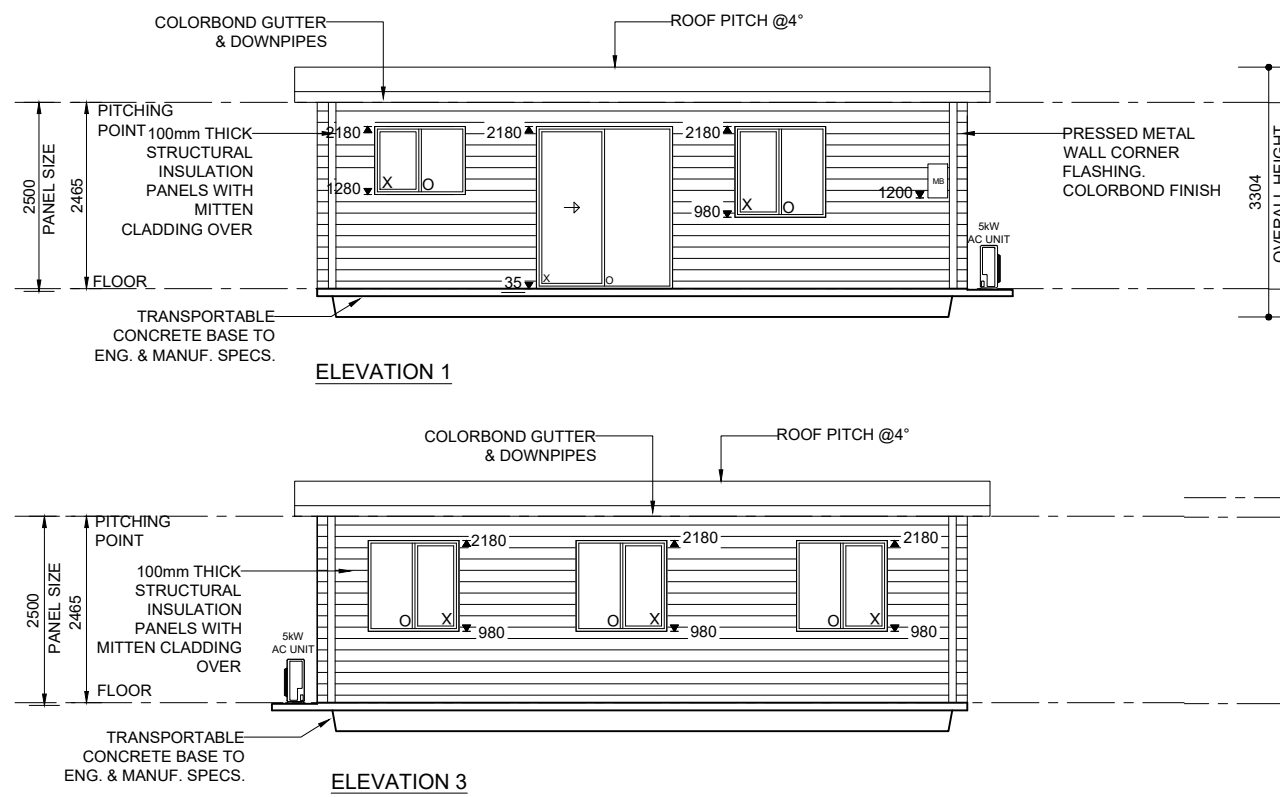 COLORBOND GUTTER
& DOWNPIPES
ROOF PITCH @4°
PITCHING
POINT
100mm THICK
STRUCTURAL
INSULATION
PANELS WITH
MITTEN
CLADDING OVER
2500
PANEL SIZE
2465
2180
1280
2180
35
2180
980
1200
MB
X
O
X
O
X
O
PRESSED METAL
WALL CORNER
FLASHING.
COLORBOND FINISH
5kW
AC UNIT
3304
OVERALL HEIGHT
FLOOR
TRANSPORTABLE
CONCRETE BASE TO
ENG. & MANUF. SPECS.
ELEVATION 1
COLORBOND GUTTER
& DOWNPIPES
ROOF PITCH @4°
PITCHING
POINT
100mm THICK
STRUCTURAL
INSULATION
PANELS WITH
MITTEN CLADDING
OVER
2500
PANEL SIZE
2465
2180
980
2180
980
2180
980
O
X
O
X
O
X
5kW
AC UNIT
FLOOR
TRANSPORTABLE
CONCRETE BASE TO
ENG. & MANUF. SPECS.
ELEVATION 3